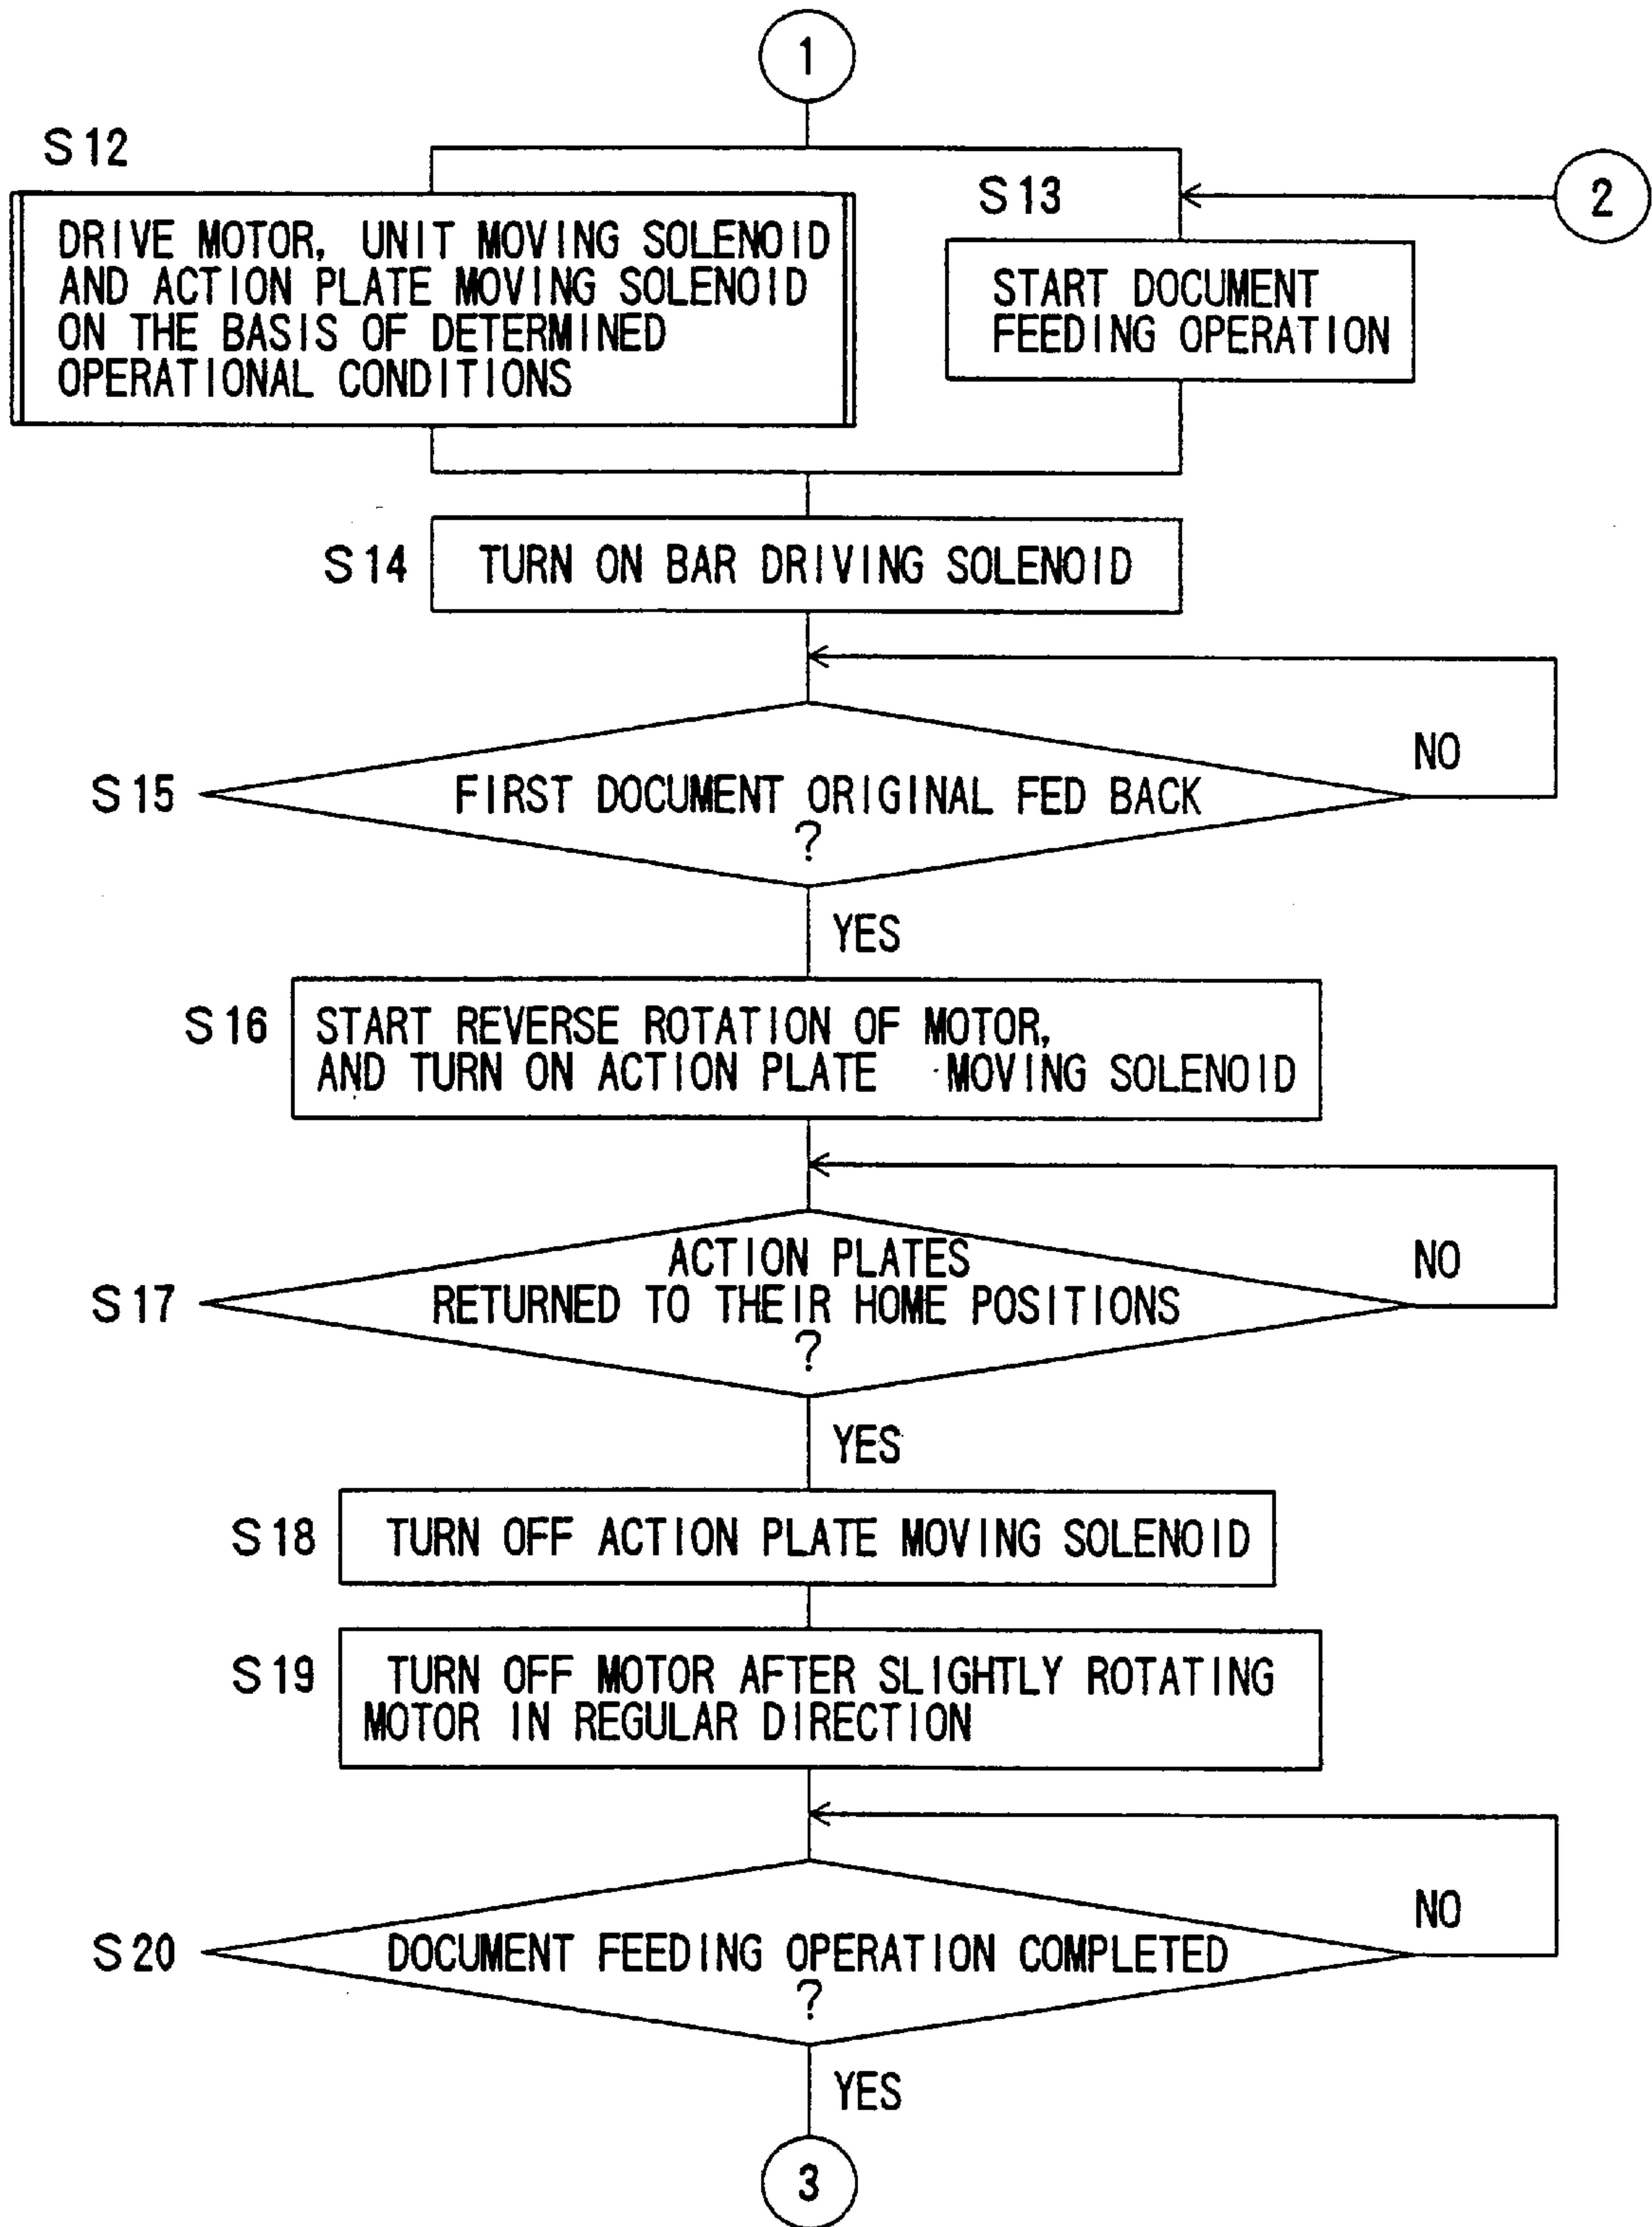 1
S12
DRIVE MOTOR, UNIT MOVING SOLENOID
AND ACTION PLATE MOVING SOLENOID
ON THE BASIS OF DETERMINED
OPERATIONAL CONDITIONS
S13
2
START DOCUMENT
FEEDING OPERATION
S14
TURN ON BAR DRIVING SOLENOID
S15
FIRST DOCUMENT ORIGINAL FED BACK
?
NO
YES
S16
START REVERSE ROTATION OF MOTOR,
AND TURN ON ACTION PLATE MOVING SOLENOID
S17
ACTION PLATES
RETURNED TO THEIR HOME POSITIONS
?
NO
YES
S18
TURN OFF ACTION PLATE MOVING SOLENOID
S19
TURN OFF MOTOR AFTER SLIGHTLY ROTATING
MOTOR IN REGULAR DIRECTION
S20
DOCUMENT FEEDING OPERATION COMPLETED
?
NO
YES
3